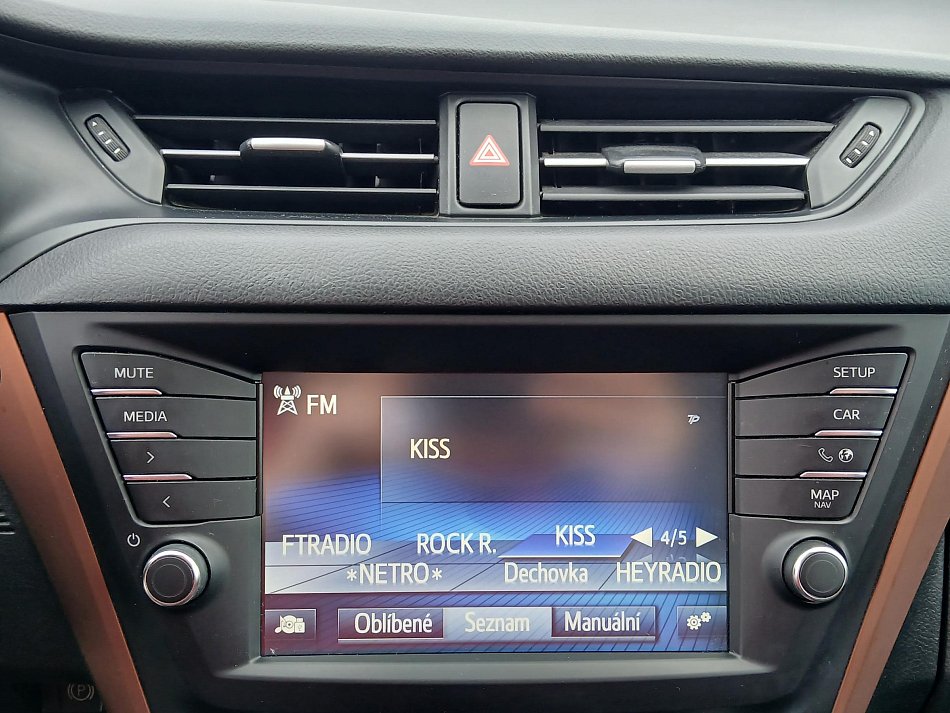 MUTE
MEDIA
>
<
SETUP
CAR
MAP
NAV
FM
TP
KISS
FTRADIO ROCK R. KISS ◀ 4/5 ▶
*NETRO* Dechovka HEYRADIO
Oblíbené Seznam Manuální
P